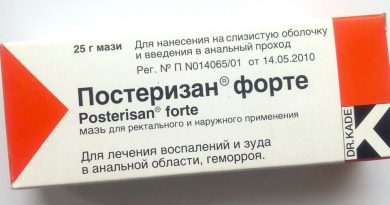 25 г мази
Для нанесения на слизистую оболочку
и введения в анальный проход
Рег. № П N014065/01 от 14.05.2010
Постеризан® форте
Posterisan® forte
мазь для ректального и наружного применения
Для лечения воспалений и зуда
в анальной области, геморроя.
DR. KADE
K